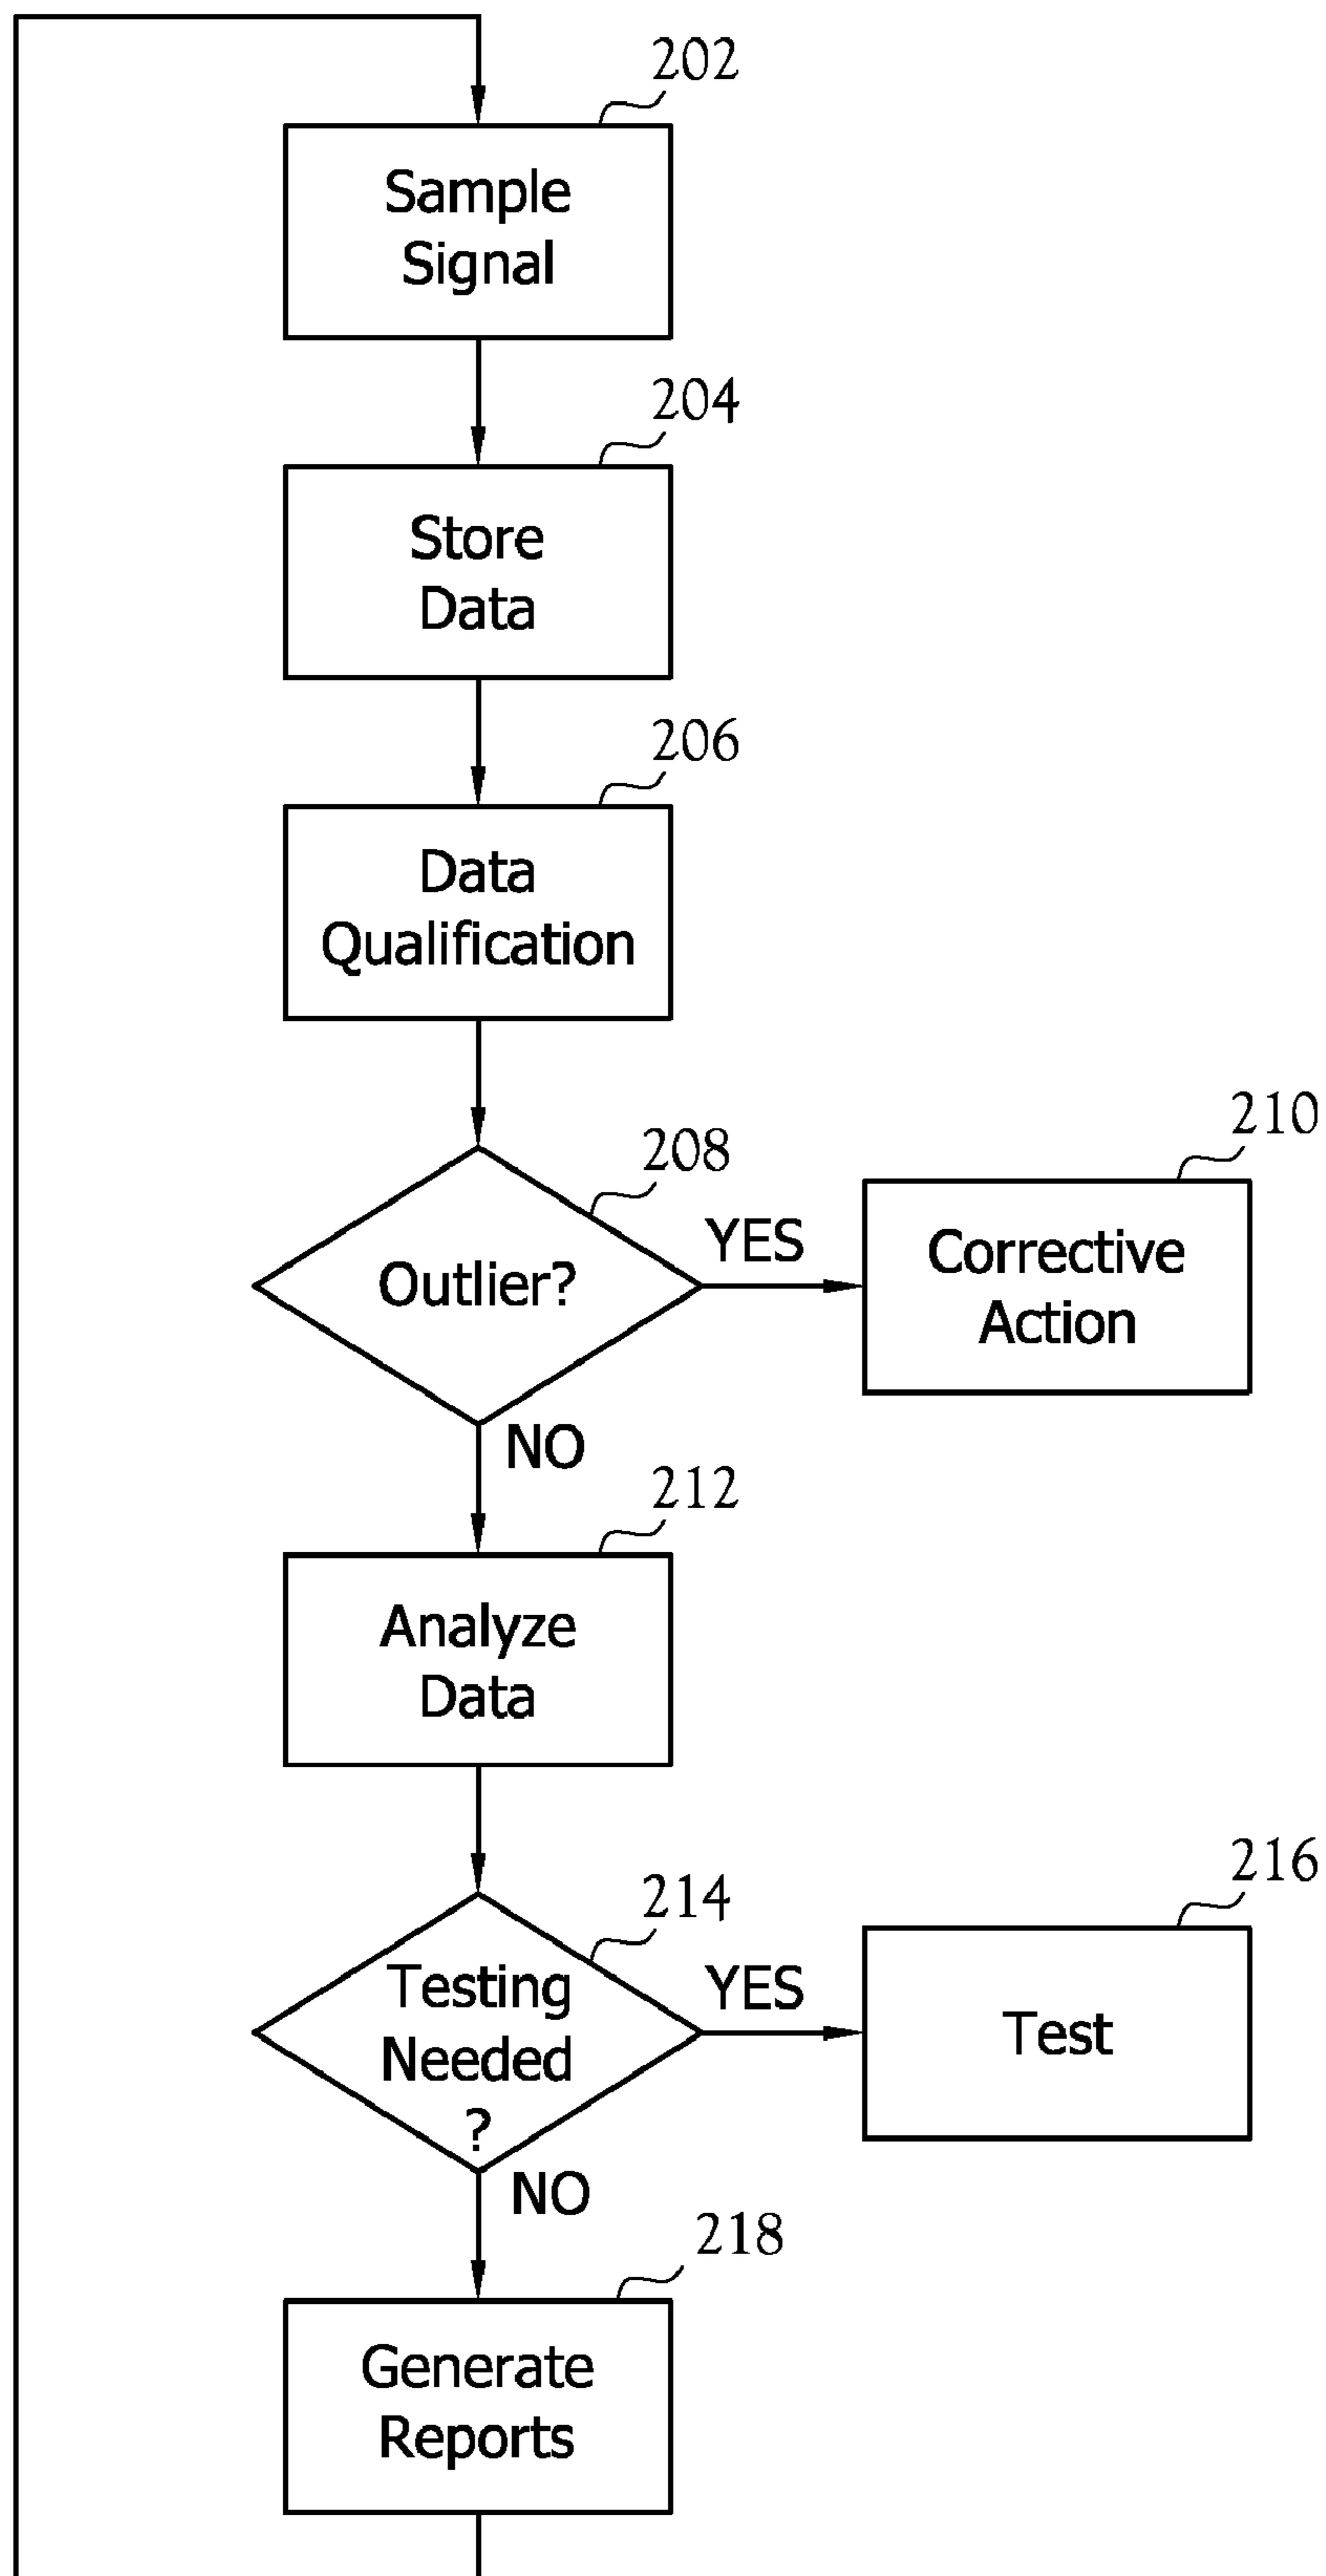 202
Sample
Signal
204
Store
Data
206
Data
Qualification
208
Outlier?
YES
210
Corrective
Action
NO
212
Analyze
Data
214
Testing
Needed
?
YES
216
Test
NO
218
Generate
Reports